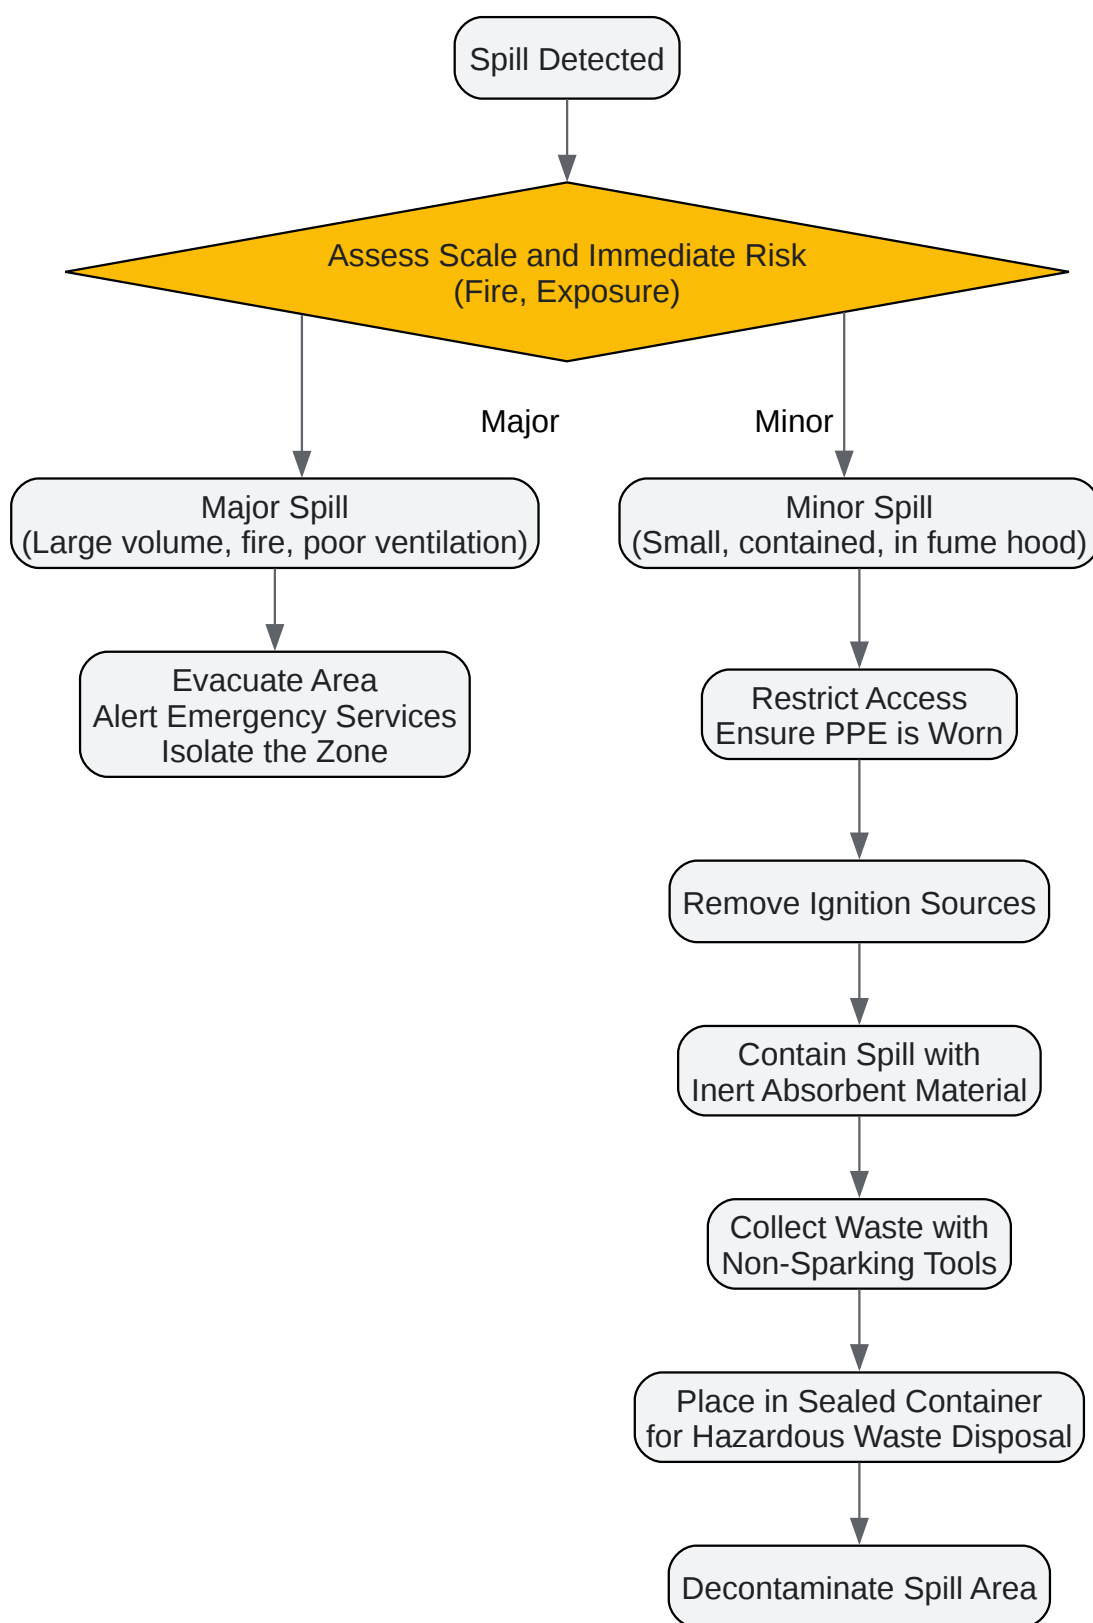 Spill Detected
Assess Scale and Immediate Risk
(Fire, Exposure)
Major
Minor
Major Spill
(Large volume, fire, poor ventilation)
Minor Spill
(Small, contained, in fume hood)
Evacuate Area
Alert Emergency Services
Isolate the Zone
Restrict Access
Ensure PPE is Worn
Remove Ignition Sources
Contain Spill with
Inert Absorbent Material
Collect Waste with
Non-Sparking Tools
Place in Sealed Container
for Hazardous Waste Disposal
Decontaminate Spill Area